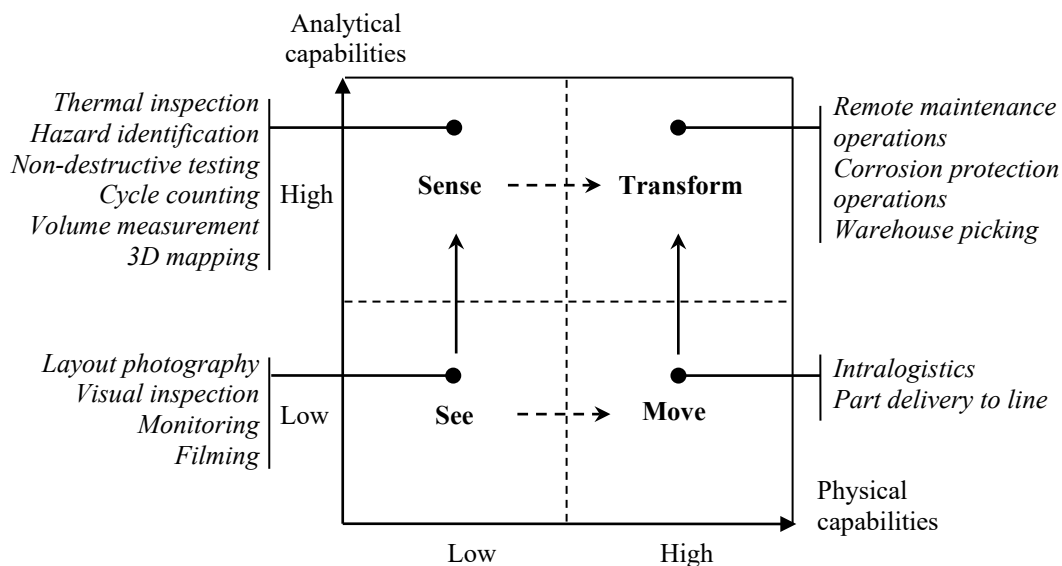 Analytical
capabilities
Thermal inspection
Hazard identification
Non-destructive testing
Cycle counting
Volume measurement
3D mapping
High
Sense
Transform
Remote maintenance
operations
Corrosion protection
operations
Warehouse picking
Layout photography
Visual inspection
Monitoring
Filming
Low
See
Move
Intralogistics
Part delivery to line
Physical
capabilities
Low
High